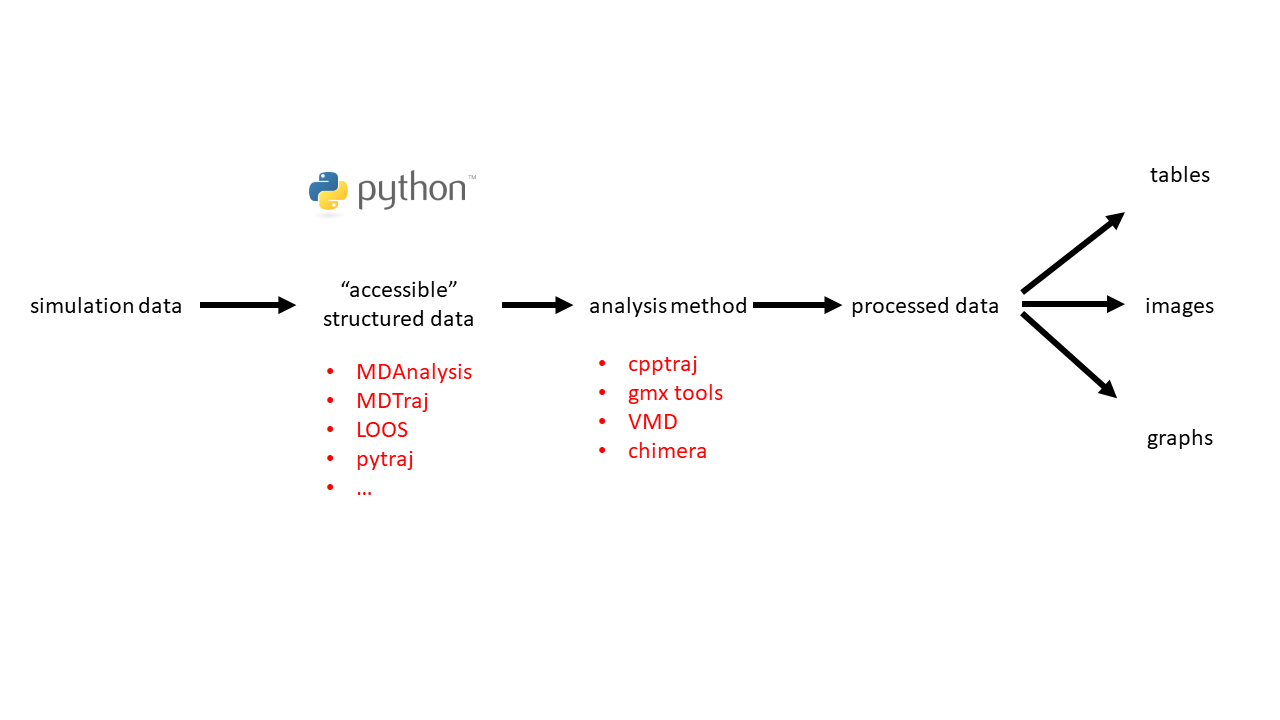 python™
simulation data
“accessible”
structured data
• MDAnalysis
• MDTraj
• LOOS
• pytraj
• …
analysis method
• cpptraj
• gmx tools
• VMD
• chimera
processed data
tables
images
graphs